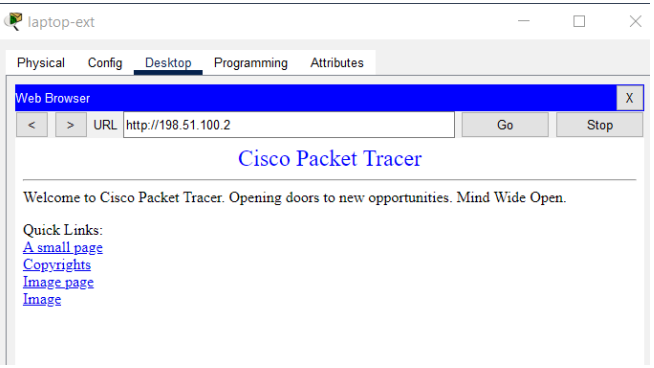 laptop-ext
Physical Config Desktop Programming Attributes
Web Browser X
< > URL http://198.51.100.2 Go Stop
Cisco Packet Tracer
Welcome to Cisco Packet Tracer. Opening doors to new opportunities. Mind Wide Open.
Quick Links:
A small page
Copyrights
Image page
Image